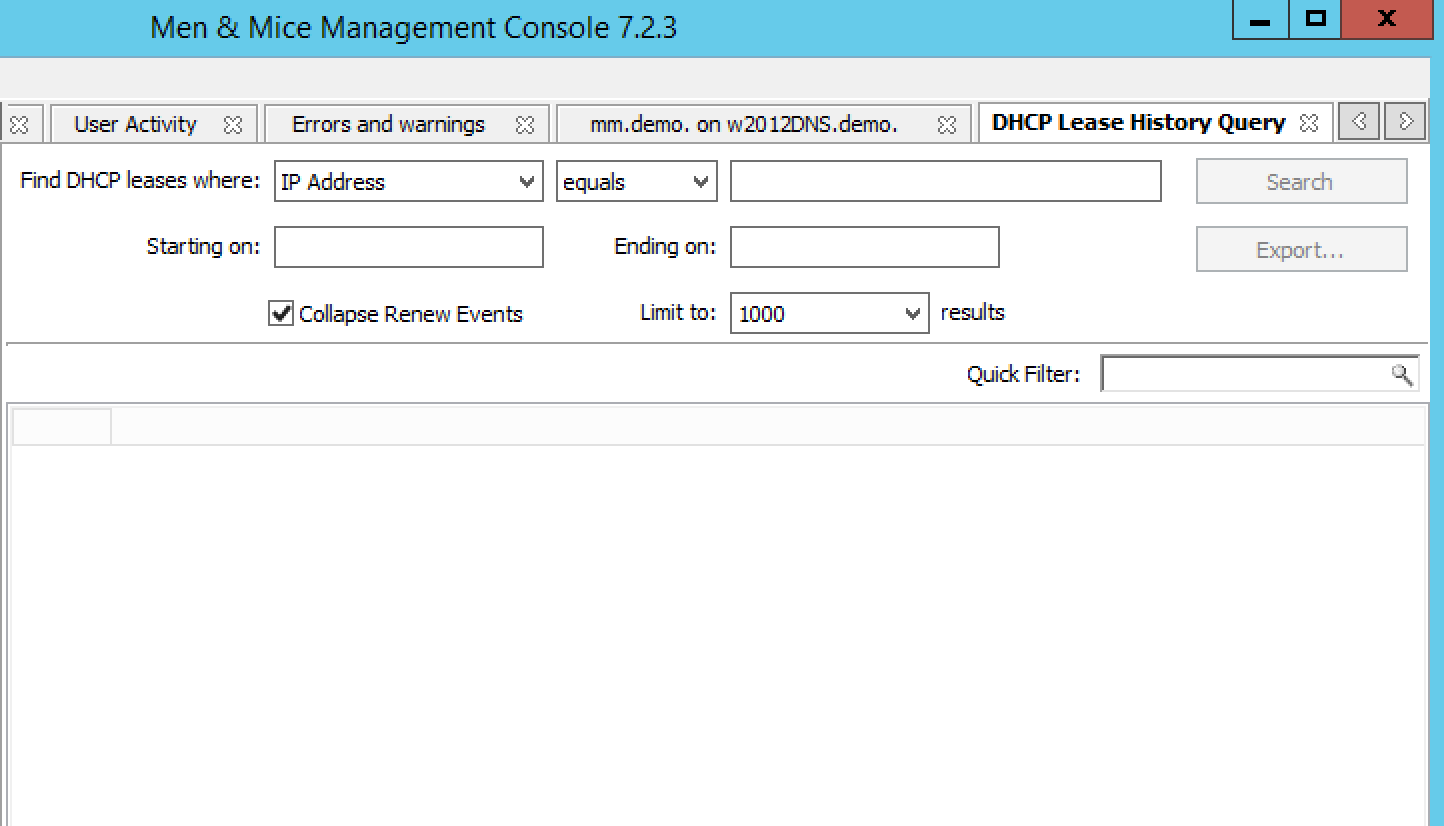 Men & Mice Management Console 7.2.3
User Activity Errors and warnings mm.demo. on w2012DNS.demo. DHCP Lease History Query
Find DHCP leases where: IP Address equals Search
Starting on: Ending on: Export...
Collapse Renew Events Limit to: 1000 results
Quick Filter: